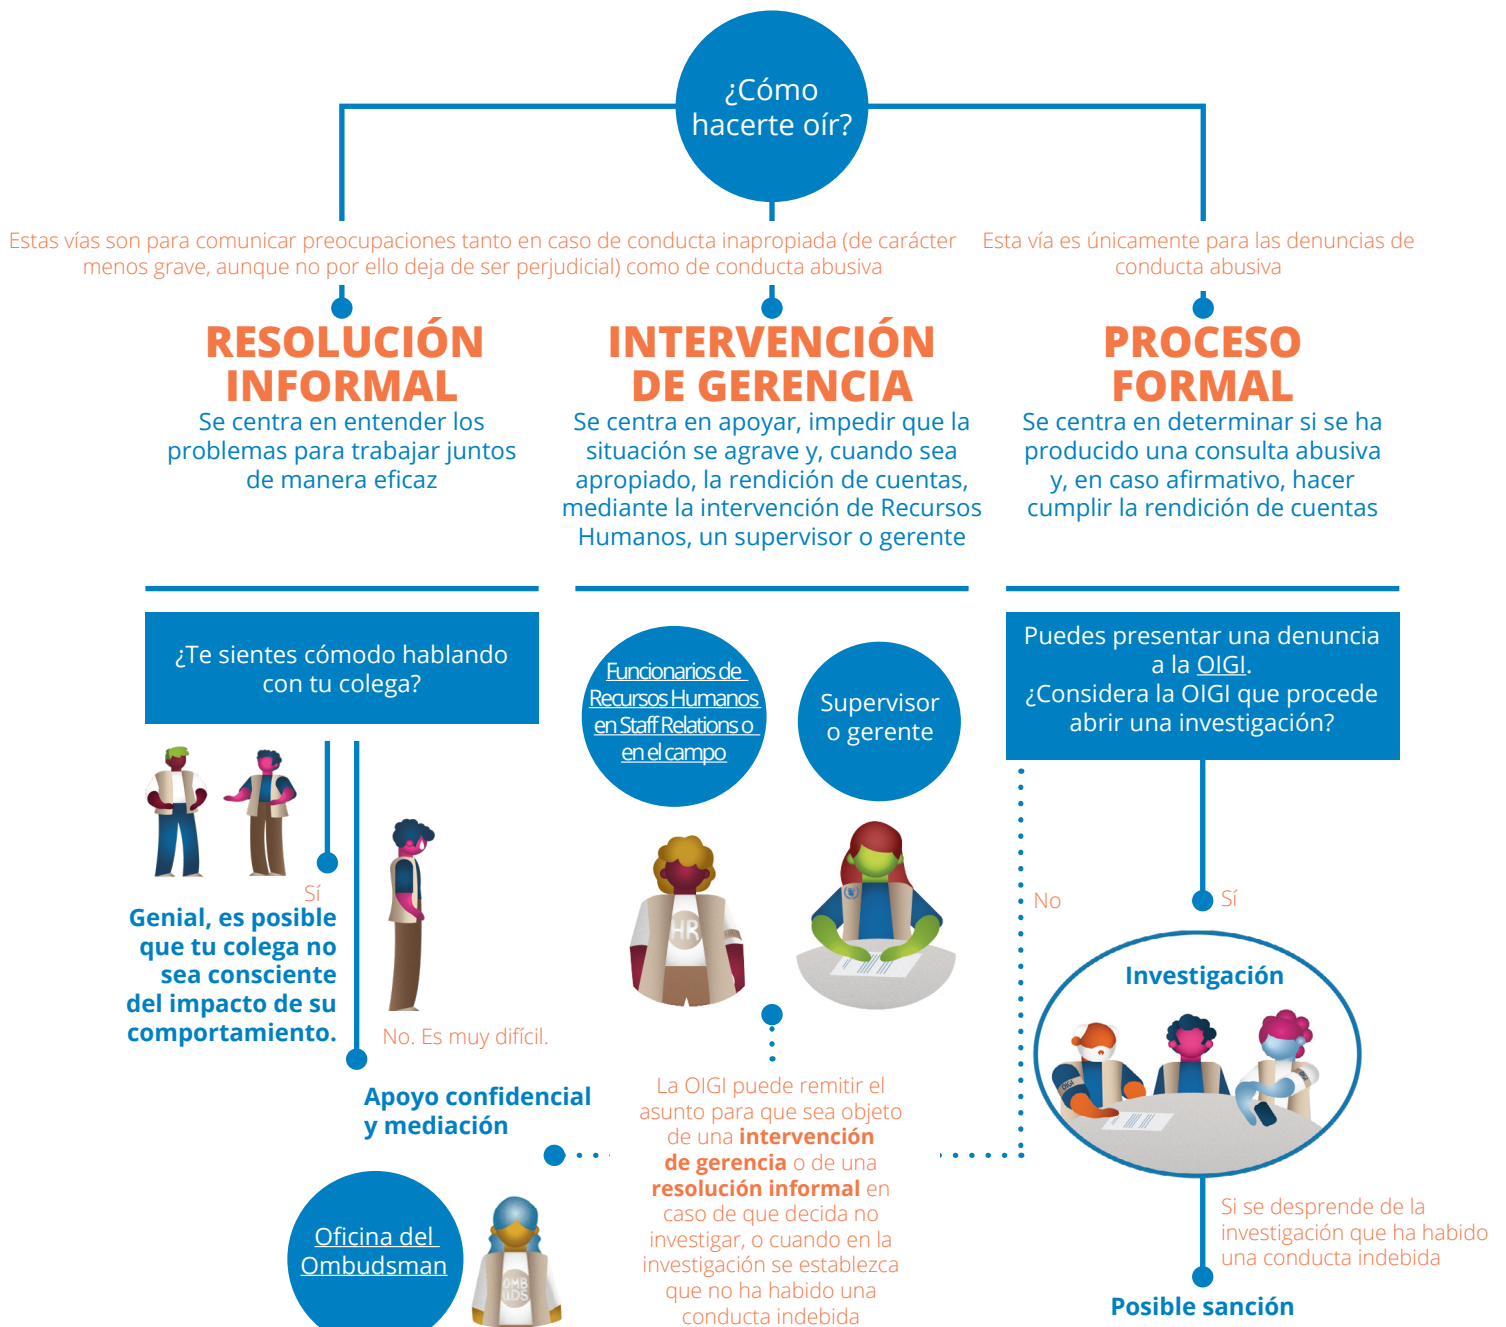 ¿Cómo
hacerte oír?
Estas vías son para comunicar preocupaciones tanto en caso de conducta inapropiada (de carácter
menos grave, aunque no por ello deja de ser perjudicial) como de conducta abusiva
Esta vía es únicamente para las denuncias de
conducta abusiva
RESOLUCIÓN
INFORMAL
Se centra en entender los
problemas para trabajar juntos
de manera eficaz
INTERVENCIÓN
DE GERENCIA
Se centra en apoyar, impedir que la
situación se agrave y, cuando sea
apropiado, la rendición de cuentas,
mediante la intervención de Recursos
Humanos, un supervisor o gerente
PROCESO
FORMAL
Se centra en determinar si se ha
producido una consulta abusiva
y, en caso afirmativo, hacer
cumplir la rendición de cuentas
¿Te sientes cómodo hablando
con tu colega?
Sí
Genial, es posible
que tu colega no
sea consciente
del impacto de su
comportamiento.
No. Es muy difícil.
Apoyo confidencial
y mediación
Oficina del
Ombudsman
OMB
UDS
Funcionarios de
Recursos Humanos
en Staff Relations o
en el campo
Supervisor
o gerente
HR
La OIGI puede remitir el
asunto para que sea objeto
de una intervención
de gerencia o de una
resolución informal en
caso de que decida no
investigar, o cuando en la
investigación se establezca
que no ha habido una
conducta indebida
Puedes presentar una denuncia
a la OIGI.
¿Considera la OIGI que procede
abrir una investigación?
No
Sí
Investigación
OIGI
OIGI
Si se desprende de la
investigación que ha habido
una conducta indebida
Posible sanción